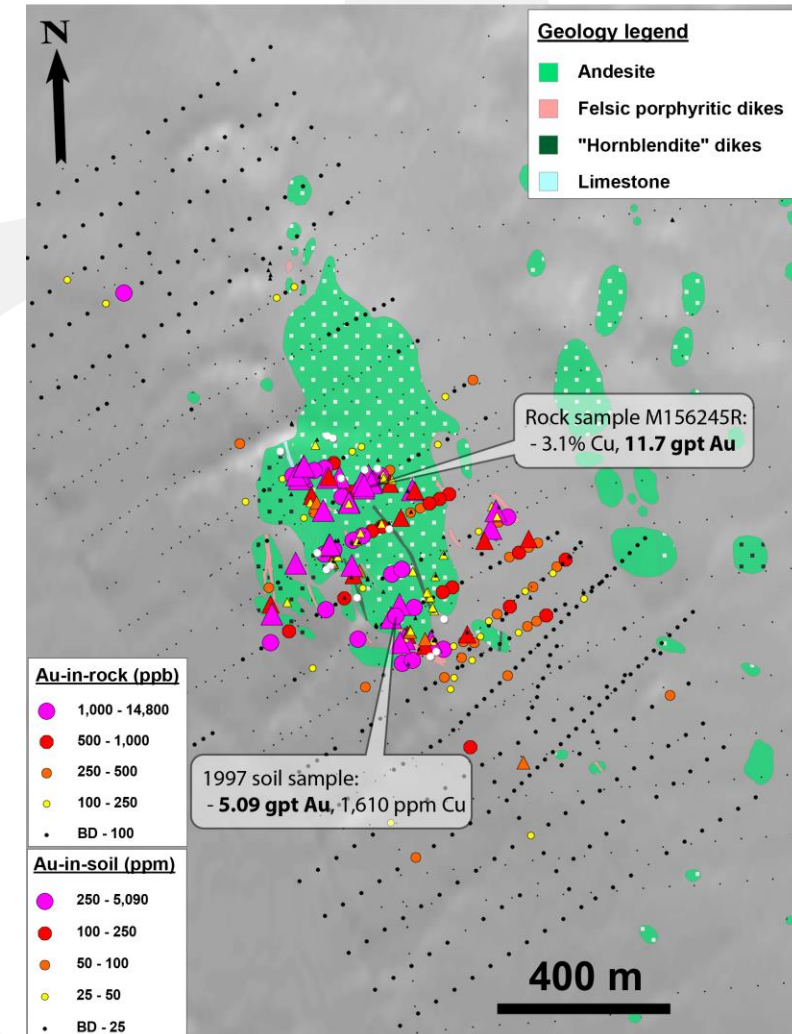 N
Geology legend
Andesite
Felsic porphyritic dikes
"Hornblendite" dikes
Limestone
Rock sample M156245R:
- 3.1% Cu, 11.7 gpt Au
1997 soil sample:
- 5.09 gpt Au, 1,610 ppm Cu
Au-in-rock (ppb)
1,000 - 14,800
500 - 1,000
250 - 500
100 - 250
BD - 100
Au-in-soil (ppm)
250 - 5,090
100 - 250
50 - 100
25 - 50
BD - 25
400 m